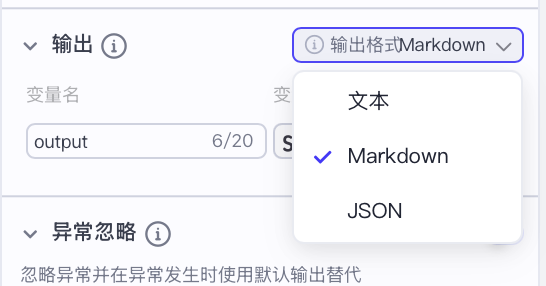 输出
输出格式Markdown
变量名
变
文本
output 6/20
S
Markdown
JSON
异常忽略
忽略异常并在异常发生时使用默认输出替代